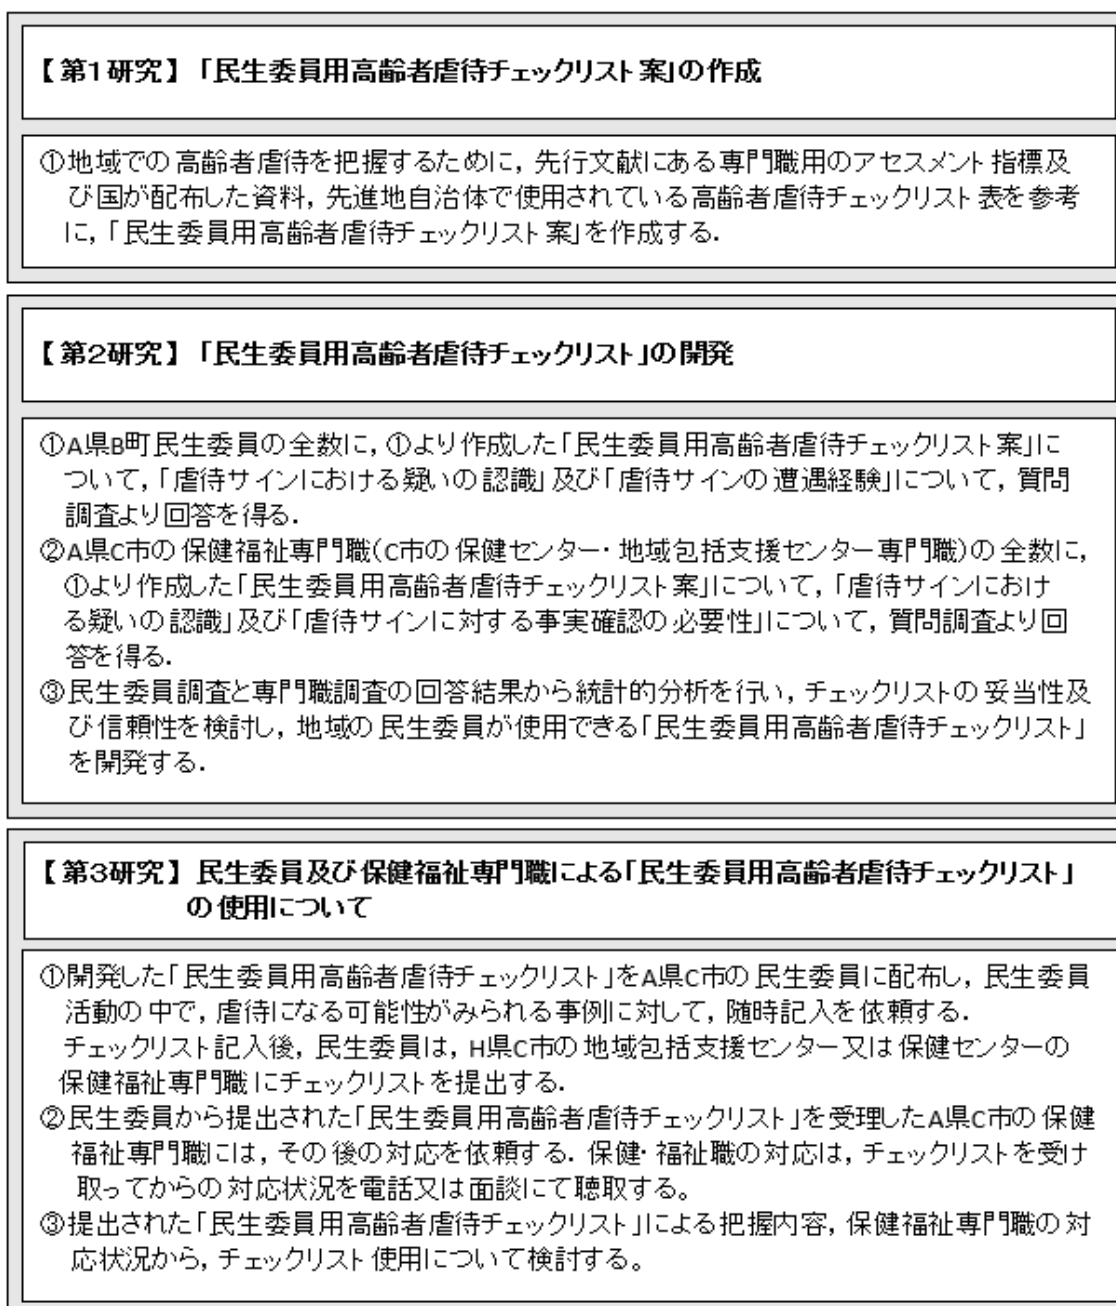 【第1研究】「民生委員用高齢者虐待チェックリスト案」の作成
①地域での高齢者虐待を把握するために，先行文献にある専門職用のアセスメント指標及
び国が配布した資料，先進地自治体で使用されている高齢者虐待チェックリスト表を参考
に，「民生委員用高齢者虐待チェックリスト案」を作成する．
【第2研究】「民生委員用高齢者虐待チェックリスト」の開発
①A県B町民生委員の全数に，①より作成した「民生委員用高齢者虐待チェックリスト案」に
ついて，「虐待サインにおける疑いの認識」及び「虐待サインの遭遇経験」について，質問
調査より回答を得る．
②A県C市の保健福祉専門職（C市の保健センター・地域包括支援センター専門職）の全数に，
①より作成した「民生委員用高齢者虐待チェックリスト案」について，「虐待サインにおけ
る疑いの認識」及び「虐待サインに対する事実確認の必要性」について，質問調査より回
答を得る．
③民生委員調査と専門職調査の回答結果から統計的分析を行い，チェックリストの妥当性及
び信頼性を検討し，地域の民生委員が使用できる「民生委員用高齢者虐待チェックリスト」
を開発する．
【第3研究】民生委員及び保健福祉専門職による「民生委員用高齢者虐待チェックリスト」
の使用について
①開発した「民生委員用高齢者虐待チェックリスト」をA県C市の民生委員に配布し，民生委員
活動の中で，虐待になる可能性がみられる事例に対して，随時記入を依頼する．
チェックリスト記入後，民生委員は，H県C市の地域包括支援センター又は保健センターの
保健福祉専門職にチェックリストを提出する．
②民生委員から提出された「民生委員用高齢者虐待チェックリスト」を受理したA県C市の保健
福祉専門職には，その後の対応を依頼する．保健・福祉職の対応は，チェックリストを受け
取ってからの対応状況を電話又は面談にて聴取する。
③提出された「民生委員用高齢者虐待チェックリスト」による把握内容，保健福祉専門職の対
応状況から，チェックリスト使用について検討する。